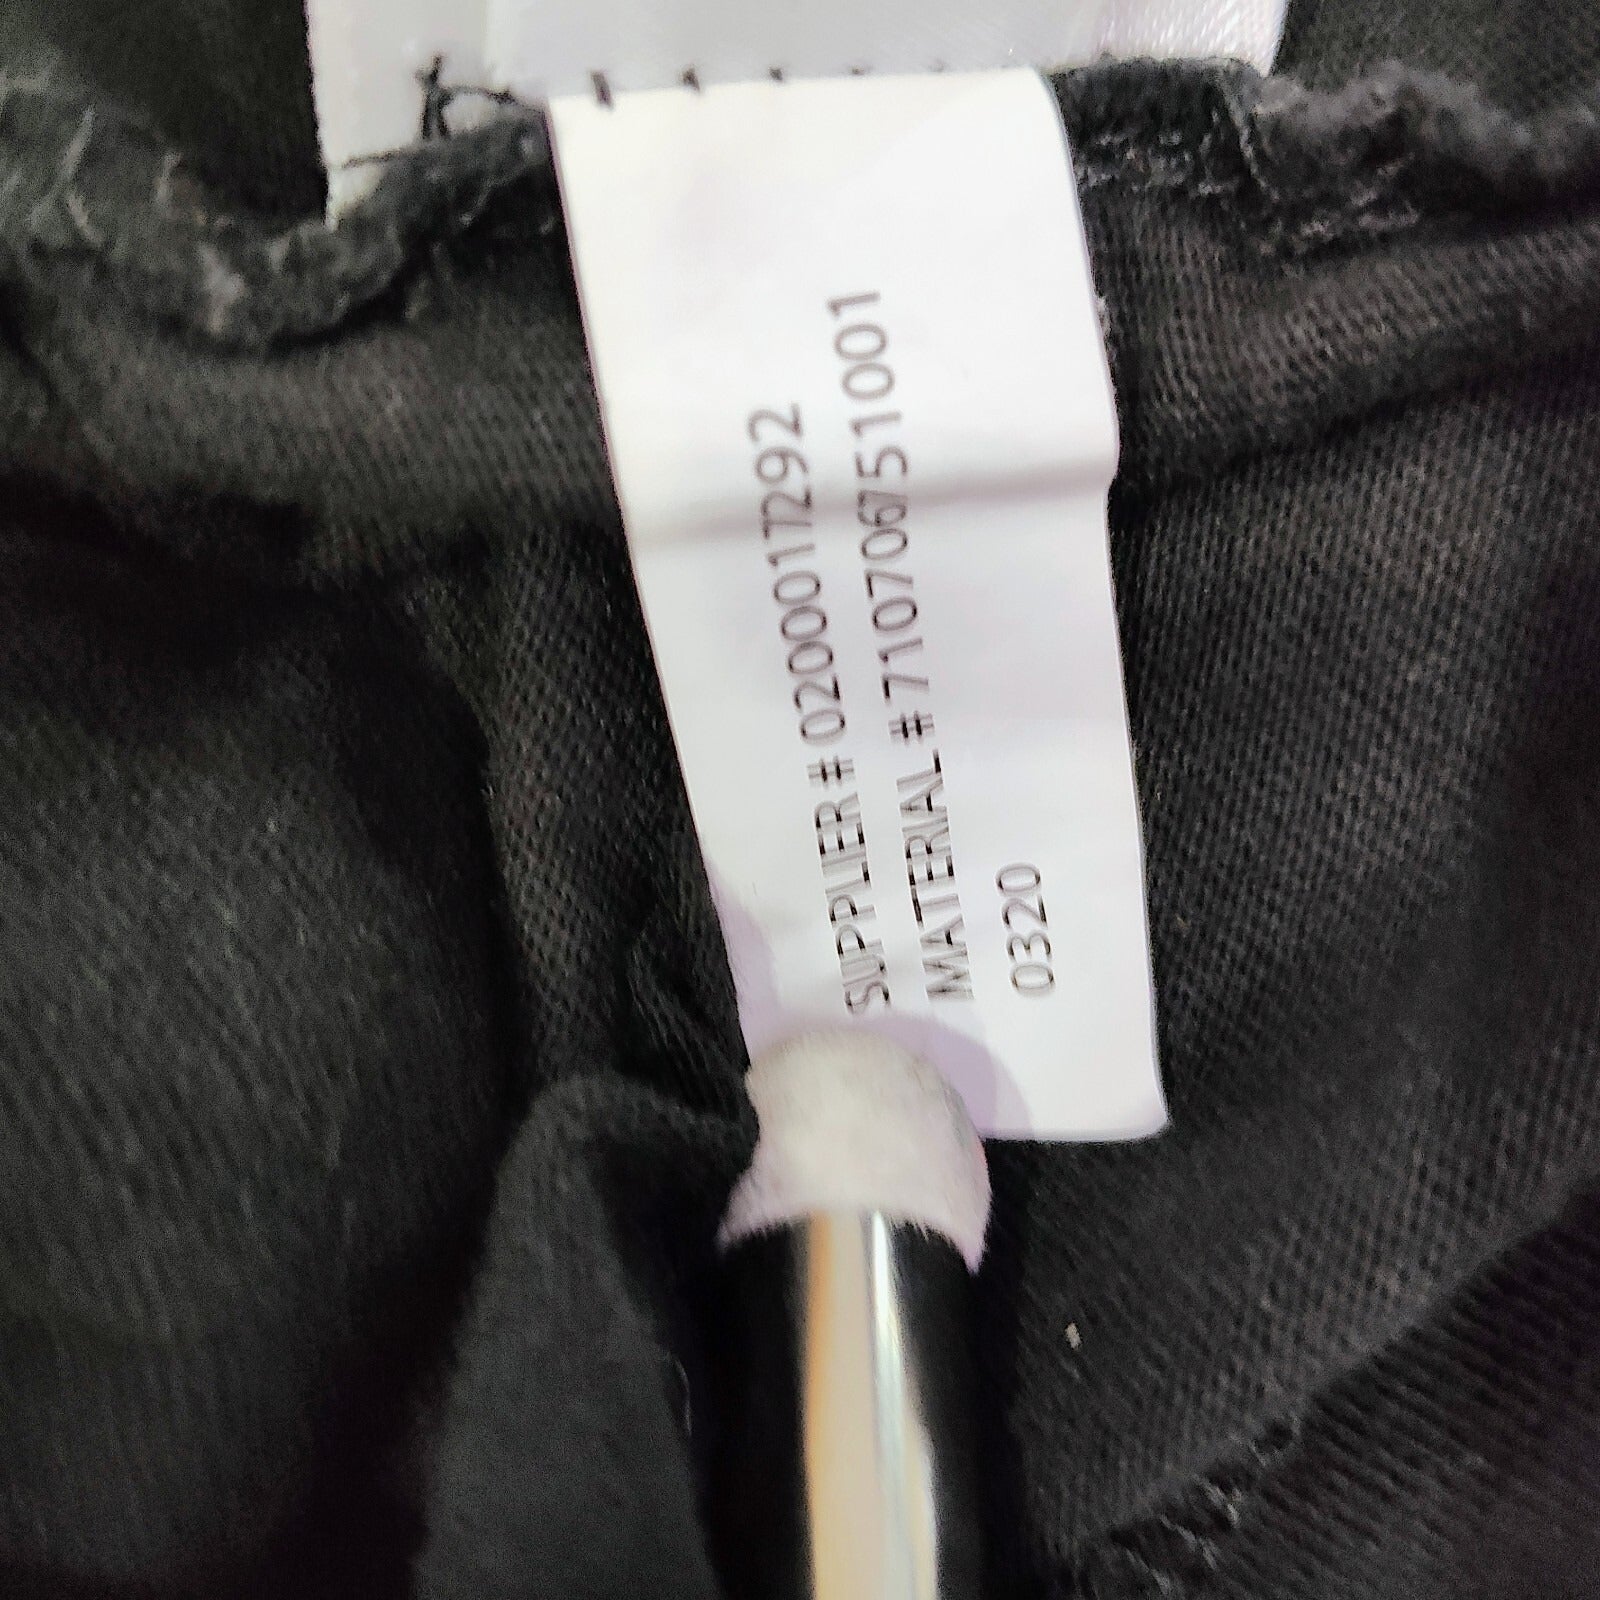 SUPPLIER # 0200017292
MATERIAL # 710706751001
0320